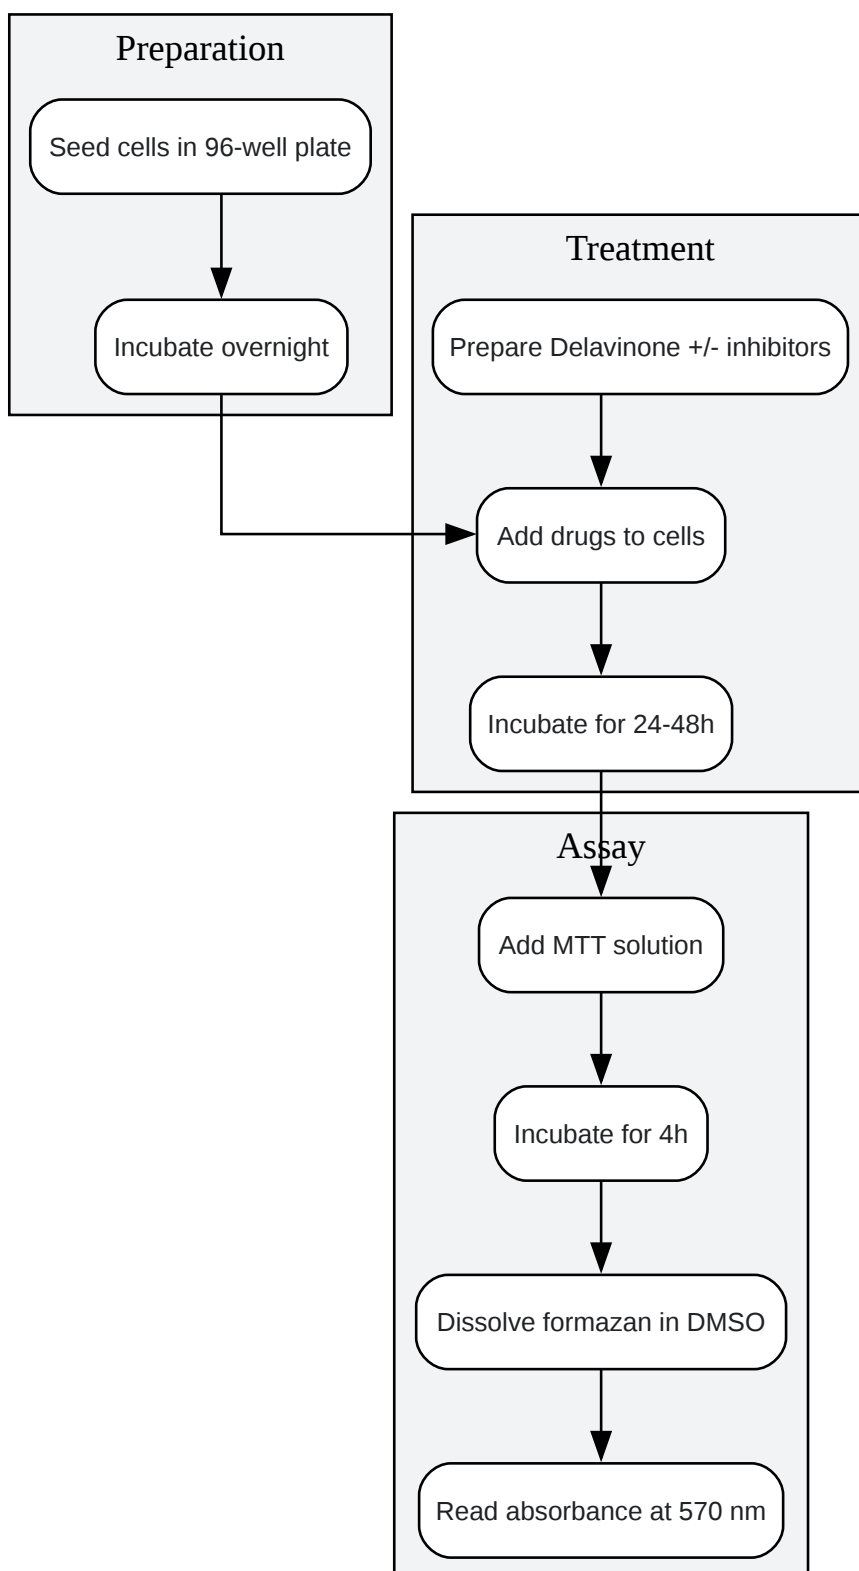 Preparation
Seed cells in 96-well plate
Incubate overnight
Treatment
Prepare Delavinone +/- inhibitors
Add drugs to cells
Incubate for 24-48h
Assay
Add MTT solution
Incubate for 4h
Dissolve formazan in DMSO
Read absorbance at 570 nm